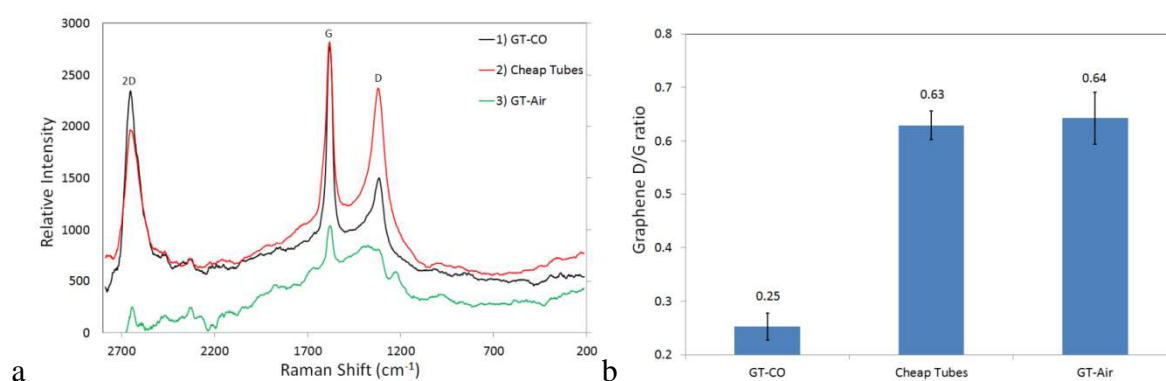 3000
2500
2000
1500
1000
500
0
2700
2200
1700
1200
700
200
Relative Intensity
Raman Shift (cm-1)
2D
G
D
1) GT-CO
2) Cheap Tubes
3) GT-Air
a
0.8
0.7
0.6
0.5
0.4
0.3
0.2
Graphene D/G ratio
0.25
0.63
0.64
GT-CO
Cheap Tubes
GT-Air
b